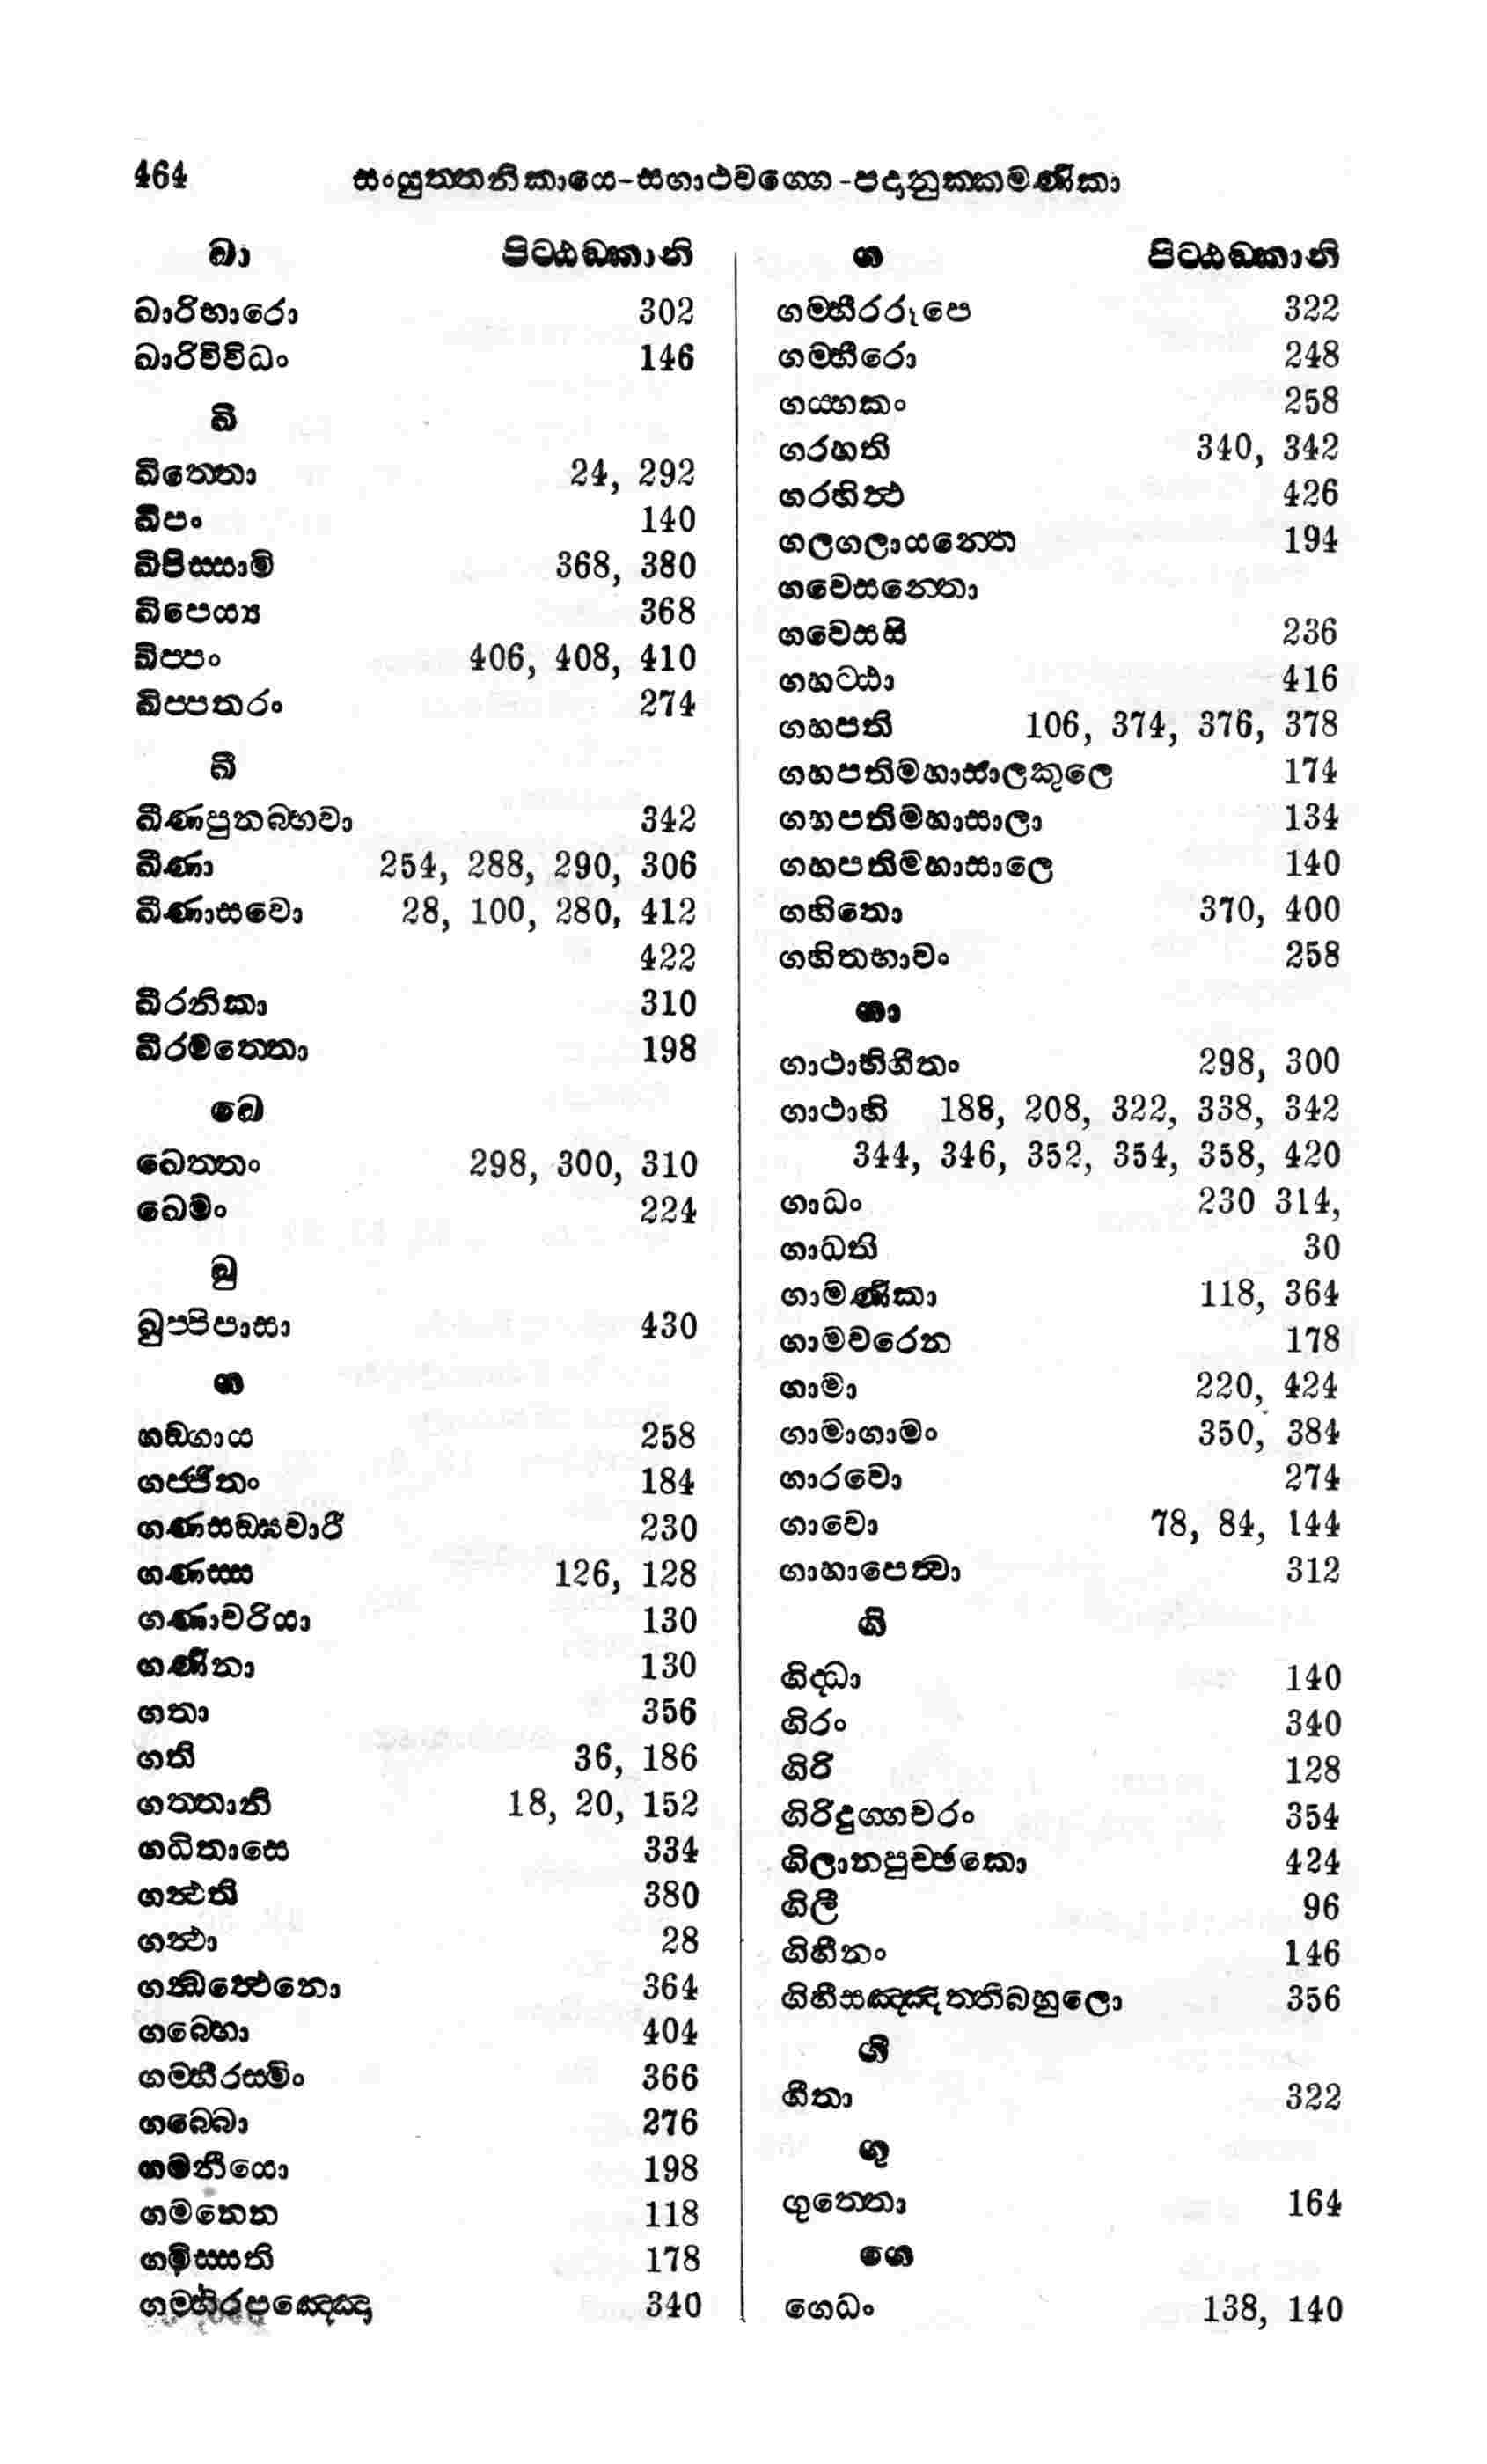 464 සංයුත්තනිකායෙ-සගාථවග්ගෙ-පදානුක්කමණිකා
ඛා පිට්ඨඞ්කානි
ඛාරිභාරො 302
ඛාරිවිවිධං 146
ඛි
ඛිත්තො 24, 292
ඛීපං 140
ඛිපිස්සාමි 368, 380
ඛිපෙය්‍ය 368
ඛිප්පං 406, 408, 410
ඛිප්පතරං 274
ඛී
ඛීණපුනබ්භවා 342
ඛීණා 254, 288, 290, 306
ඛීණාසවො 28, 100, 280, 412
422
ඛීරනිකා 310
ඛීරමත්තො 198
ඛෙ
ඛෙත්තං 298, 300, 310
ඛෙමං 224
ඛු
ඛුප්පිපාසා 430
ග
ගඞ්ගාය 258
ගජ්ජිතං 184
ගණසඞ්ඝචාරී 230
ගණස්ස 126, 128
ගණාචරියා 130
ගණිනා 130
ගතා 356
ගති 36, 186
ගත්තානි 18, 20, 152
ගධිතාසෙ 334
ගන්‍ථති 380
ගන්‍ථා 28
ගන්‍ධත්‍ථෙනො 364
ගබ්භො 404
ගම්භීරස්මිං 366
ගබ්බො 276
ගමනීයො 198
ගමනෙන 118
ගමිස්සති 178
ගම්භිරපඤ්ඤො 340
ග පිට්ඨඞ්කානි
ගම්භීරරූපෙ 322
ගම්භීරො 248
ගය්හකං 258
ගරහති 340, 342
ගරහිත්‍ථ 426
ගලගලායන්තෙ 194
ගවෙසන්තො
ගවෙසසි 236
ගහට්ඨා 416
ගහපති 106, 374, 376, 378
ගහපතිමහාසාලකුලෙ 174
ගහපතිමහාසාලා 134
ගහපතිමහාසාලෙ 140
ගහිතො 370, 400
ගහිතභාවං 258
ගා
ගාථාභිගීතං 298, 300
ගාථාහි 188, 208, 322, 338, 342
344, 346, 352, 354, 358, 420
ගාධං 230 314,
ගාධති 30
ගාමණිකා 118, 364
ගාමවරෙන 178
ගාමා 220, 424
ගාමාගාමං 350, 384
ගාරවො 274
ගාවො 78, 84, 144
ගාහාපෙත්‍වා 312
ගි
ගිද්ධා 140
ගිරං 340
ගිරි 128
ගිරිදුග්ගචරං 354
ගිලානපුච්ඡකො 424
ගිලී 96
ගිහීනං 146
ගිහීසඤ්ඤත්තිබහුලො 356
ගී
ගීතා 322
ගු
ගුත්තො 164
ගෙ
ගෙධං 138, 140